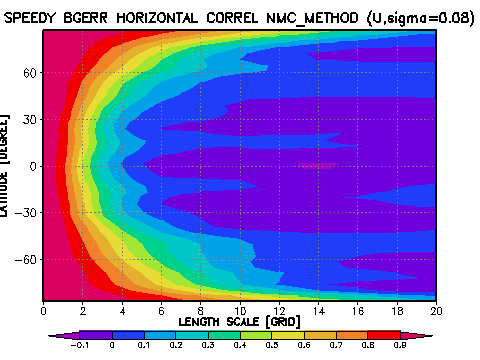 SPEEDY BGERR HORIZONTAL CORREL NMC_METHOD (U,sigma=0.08)
60
30
0
-30
-60
LATITUDE [DEGREE]
0 2 4 6 8 10 12 14 16 18 20
LENGTH SCALE [GRID]
-0.1 0 0.1 0.2 0.3 0.4 0.5 0.6 0.7 0.8 0.9